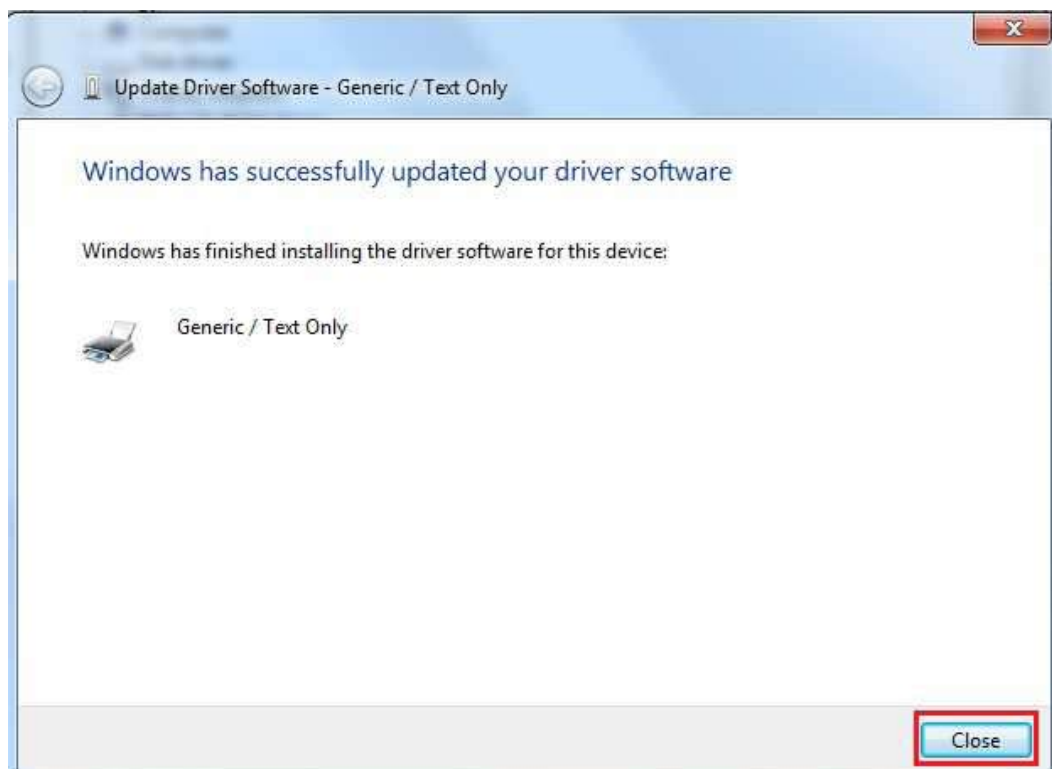 X
Update Driver Software - Generic / Text Only
Windows has successfully updated your driver software
Windows has finished installing the driver software for this device:
Generic / Text Only
Close